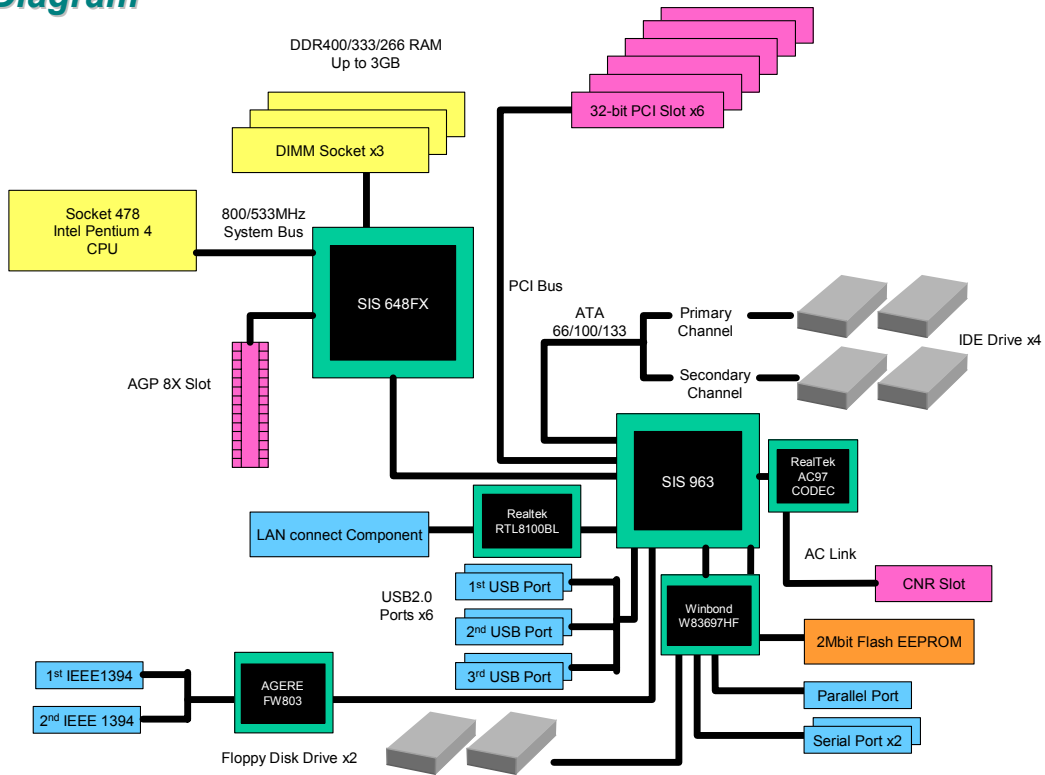 Diagram
DDR400/333/266 RAM
Up to 3GB
32-bit PCI Slot x6
DIMM Socket x3
Socket 478
Intel Pentium 4
CPU
800/533MHz
System Bus
SIS 648FX
PCI Bus
ATA
66/100/133
Primary
Channel
IDE Drive x4
Secondary
Channel
AGP 8X Slot
SIS 963
RealTek
AC97
CODEC
LAN connect Component
Realtek
RTL8100BL
AC Link
CNR Slot
USB2.0
Ports x6
1st USB Port
2nd USB Port
3rd USB Port
Winbond
W83697HF
2Mbit Flash EEPROM
1st IEEE1394
2nd IEEE 1394
AGERE
FW803
Parallel Port
Serial Port x2
Floppy Disk Drive x2